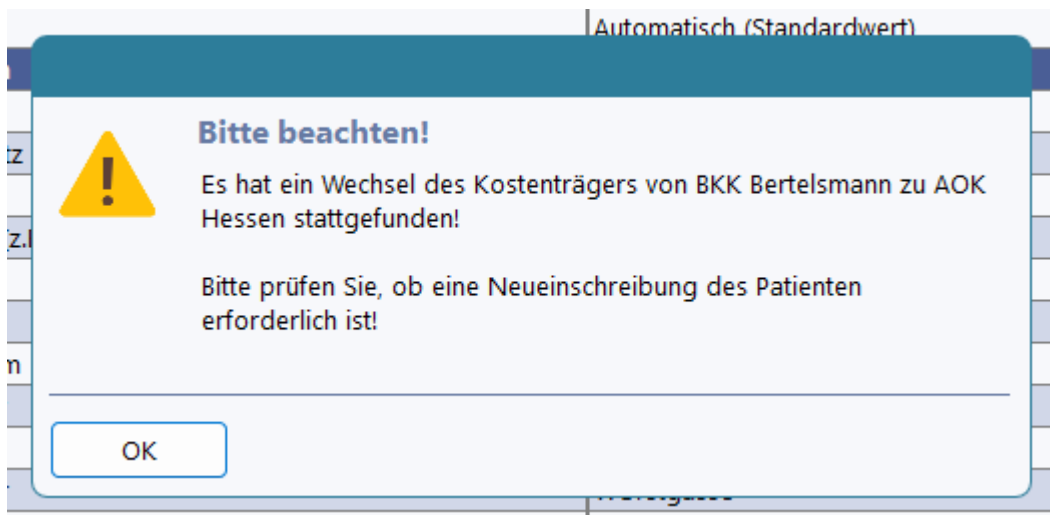 Automatisch (Standardwert)
tz
Bitte beachten!
Es hat ein Wechsel des Kostenträgers von BKK Bertelsmann zu AOK
Hessen stattgefunden!
(z.
Bitte prüfen Sie, ob eine Neueinschreibung des Patienten
erforderlich ist!
m
OK